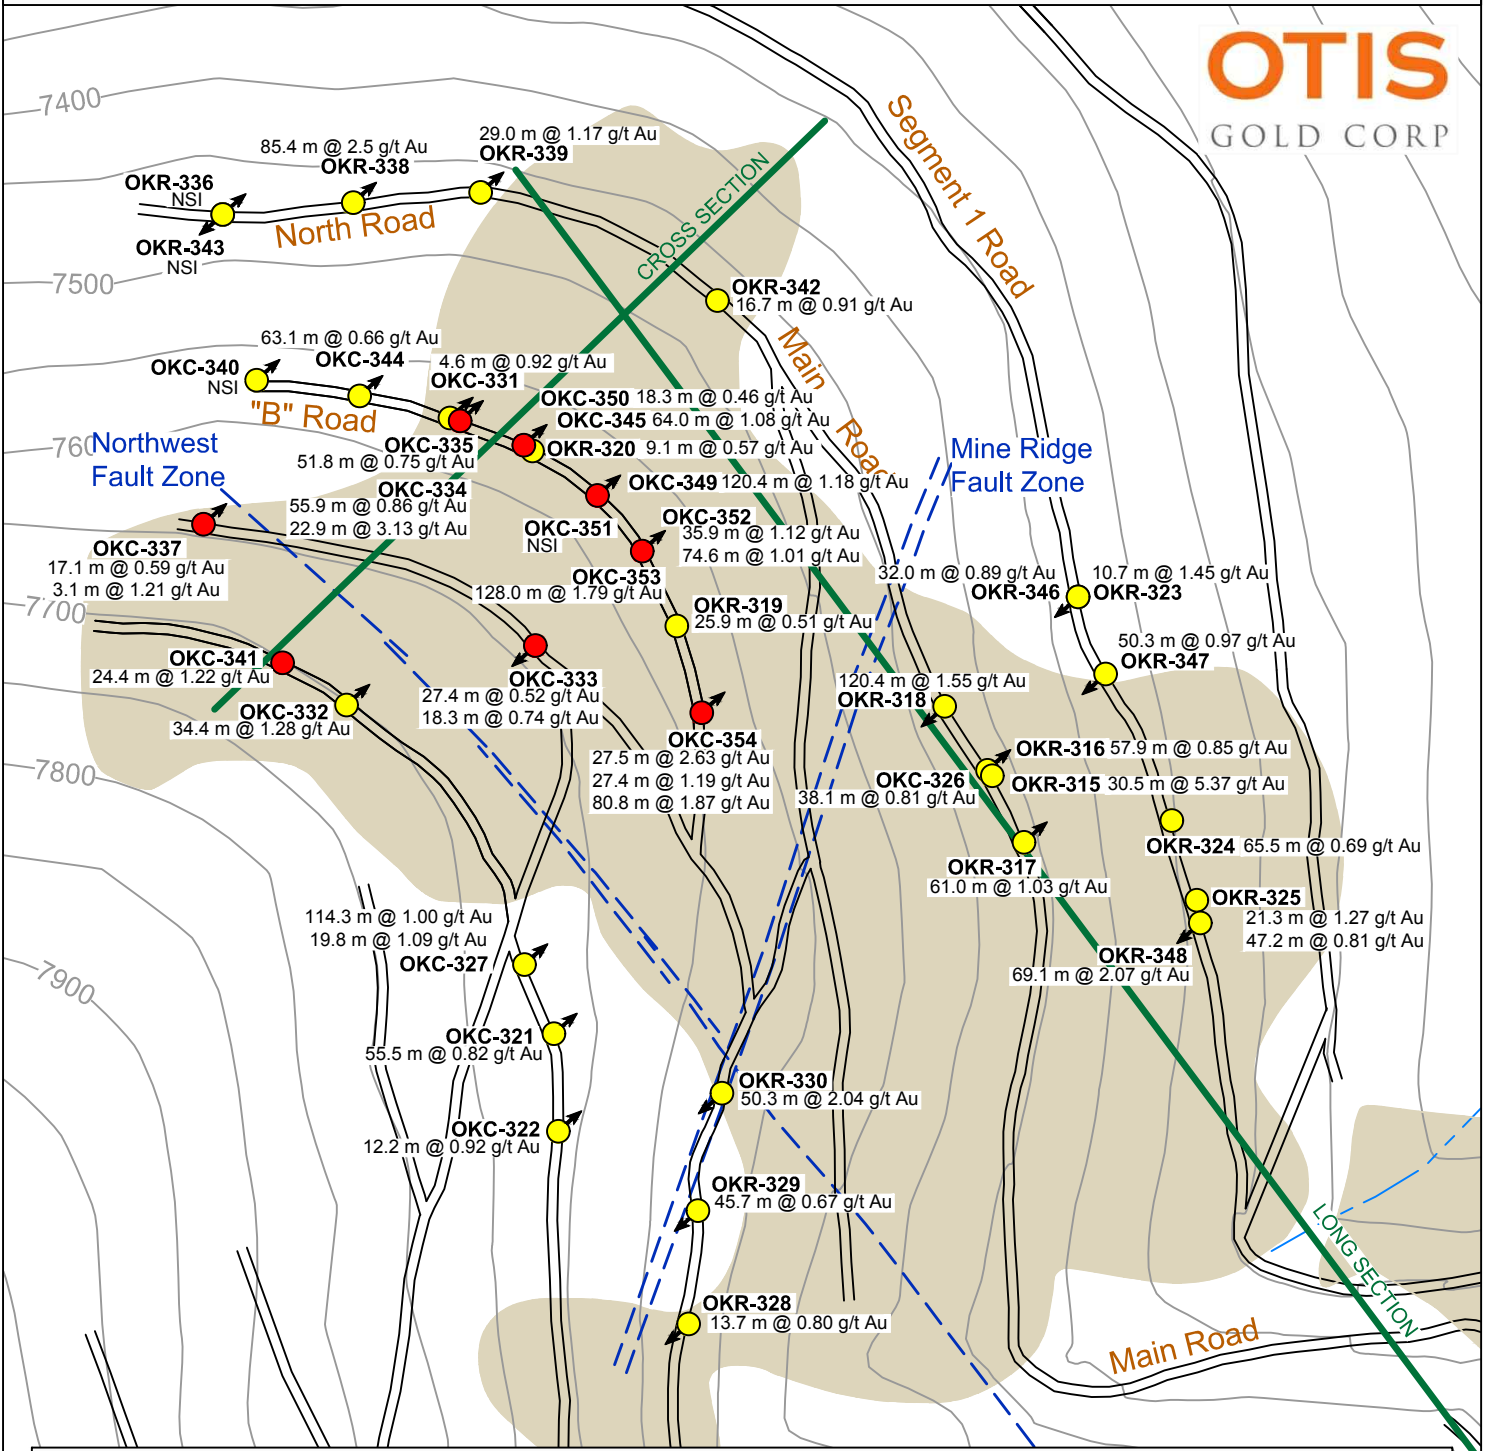 OTIS
GOLD CORP
7400
29.0 m @ 1.17 g/t Au
OKR-339
85.4 m @ 2.5 g/t Au
OKR-338
OKR-336
NSI
OKR-343
NSI
North Road
CROSS SECTION
Segment 1 Road
7500
OKR-342
16.7 m @ 0.91 g/t Au
Main Road
63.1 m @ 0.66 g/t Au
OKC-344
OKC-340
NSI
4.6 m @ 0.92 g/t Au
OKC-331
"B" Road
OKC-350 18.3 m @ 0.46 g/t Au
OKC-345 64.0 m @ 1.08 g/t Au
OKR-320 9.1 m @ 0.57 g/t Au
760
Northwest
Fault Zone
OKC-335
51.8 m @ 0.75 g/t Au
OKC-334
55.9 m @ 0.86 g/t Au
22.9 m @ 3.13 g/t Au
OKC-349 120.4 m @ 1.18 g/t Au
Mine Ridge
Fault Zone
OKC-351
NSI
OKC-352
35.9 m @ 1.12 g/t Au
74.6 m @ 1.01 g/t Au
OKC-337
17.1 m @ 0.59 g/t Au
3.1 m @ 1.21 g/t Au
OKC-353
128.0 m @ 1.79 g/t Au
32.0 m @ 0.89 g/t Au
OKR-346
10.7 m @ 1.45 g/t Au
OKR-323
7700
OKR-319
25.9 m @ 0.51 g/t Au
50.3 m @ 0.97 g/t Au
OKR-347
OKC-341
24.4 m @ 1.22 g/t Au
OKC-333
27.4 m @ 0.52 g/t Au
18.3 m @ 0.74 g/t Au
120.4 m @ 1.55 g/t Au
OKR-318
OKC-332
34.4 m @ 1.28 g/t Au
OKC-354
27.5 m @ 2.63 g/t Au
27.4 m @ 1.19 g/t Au
80.8 m @ 1.87 g/t Au
OKR-316 57.9 m @ 0.85 g/t Au
7800
OKC-326
38.1 m @ 0.81 g/t Au
OKR-315 30.5 m @ 5.37 g/t Au
OKR-324 65.5 m @ 0.69 g/t Au
OKR-317
61.0 m @ 1.03 g/t Au
OKR-325
21.3 m @ 1.27 g/t Au
47.2 m @ 0.81 g/t Au
114.3 m @ 1.00 g/t Au
19.8 m @ 1.09 g/t Au
OKC-327
OKR-348
69.1 m @ 2.07 g/t Au
7900
OKC-321
55.5 m @ 0.82 g/t Au
OKR-330
50.3 m @ 2.04 g/t Au
OKC-322
12.2 m @ 0.92 g/t Au
OKR-329
45.7 m @ 0.67 g/t Au
LONG SECTION
OKR-328
13.7 m @ 0.80 g/t Au
Main Road